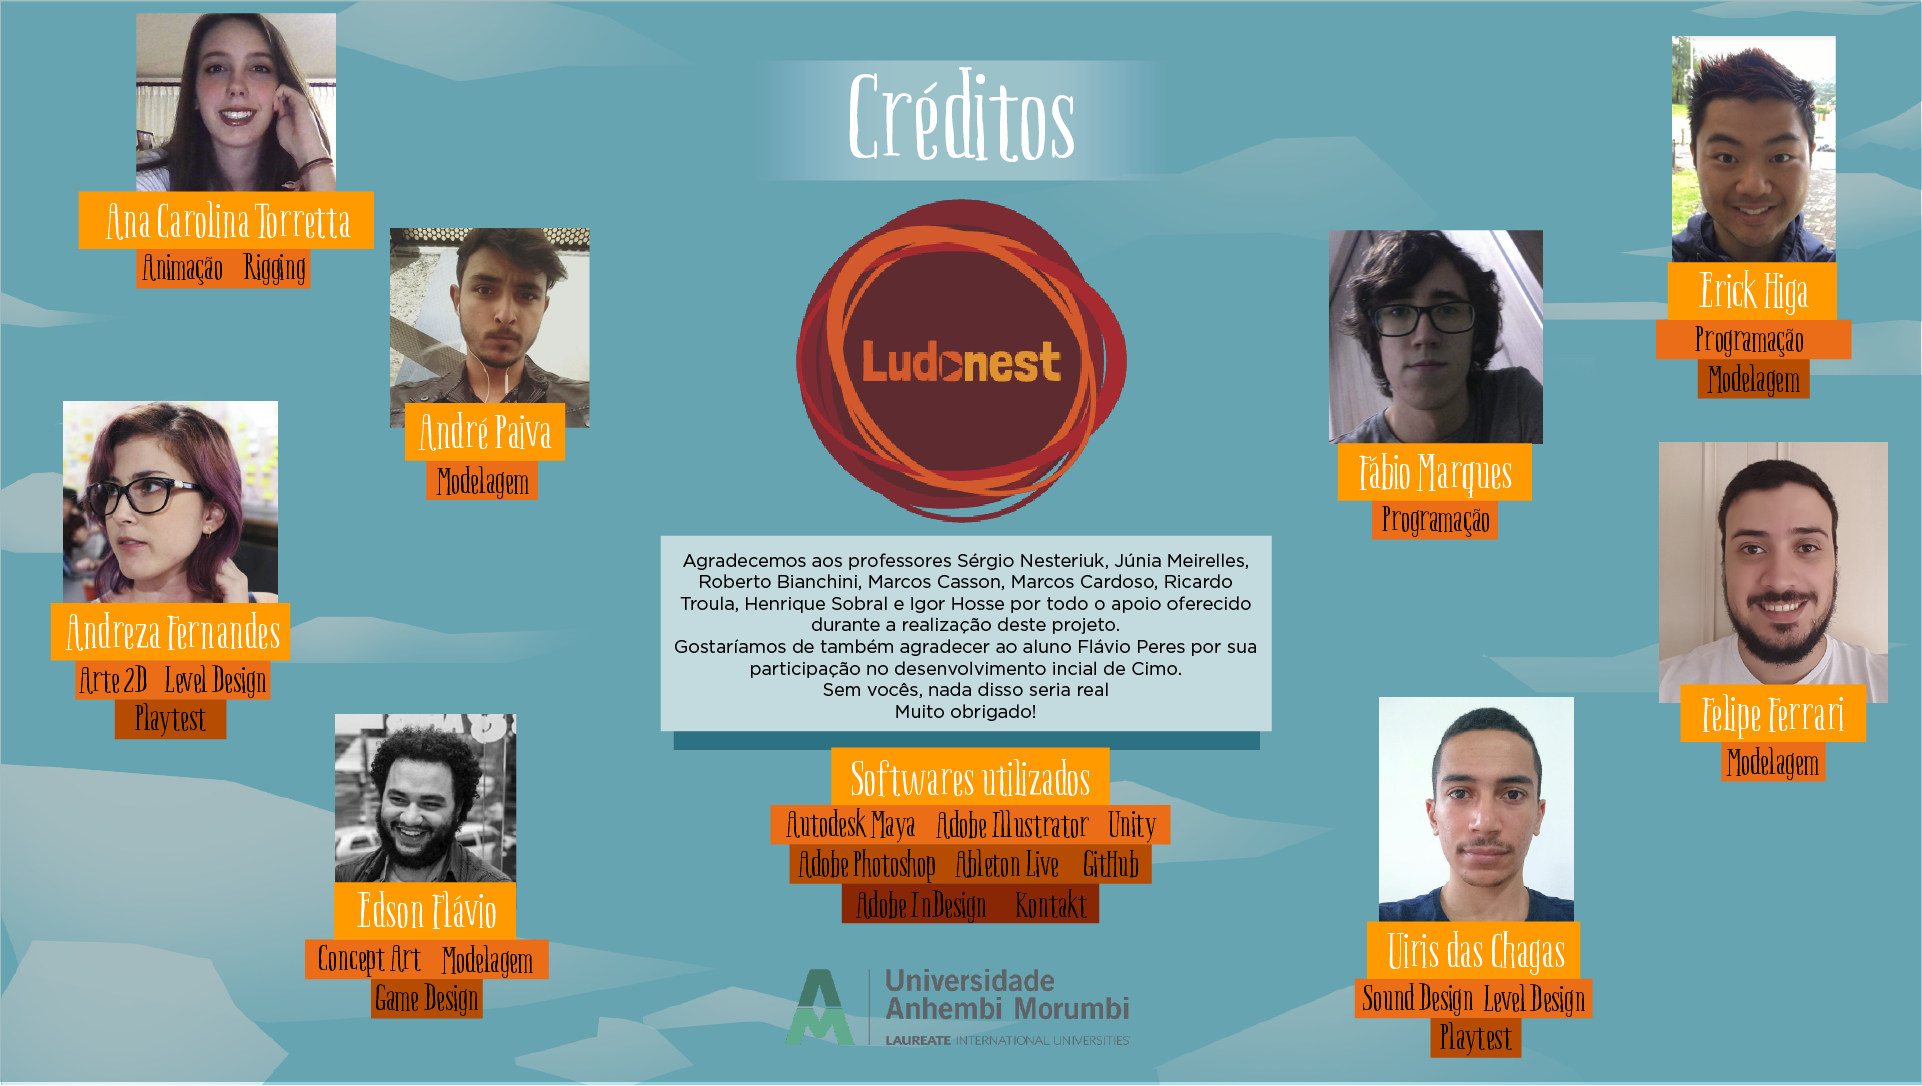 Créditos
Ana Carolina Torretta
Animação Rigging
André Paiva
Modelagem
Andreza Fernandes
Arte 2D Level Design
Playtest
Edson Flávio
Concept Art Modelagem
Game Design
Ludonest
Agradecemos aos professores Sérgio Nesteriuk, Júnia Meirelles,
Roberto Bianchini, Marcos Casson, Marcos Cardoso, Ricardo
Troula, Henrique Sobral e Igor Hosse por todo o apoio oferecido
durante a realização deste projeto.
Gostaríamos de também agradecer ao aluno Flávio Peres por sua
participação no desenvolvimento incial de Cimo.
Sem vocês, nada disso seria real
Muito obrigado!
Softwares utilizados
Autodesk Maya Adobe Illustrator Unity
Adobe Photoshop Ableton Live GitHub
Adobe InDesign Kontakt
AM
Universidade
Anhembi Morumbi
LAUREATE INTERNATIONAL UNIVERSITIES
Erick Higa
Programação
Modelagem
Fábio Marques
Programação
Felipe Ferrari
Modelagem
Uiris das Chagas
Sound Design Level Design
Playtest